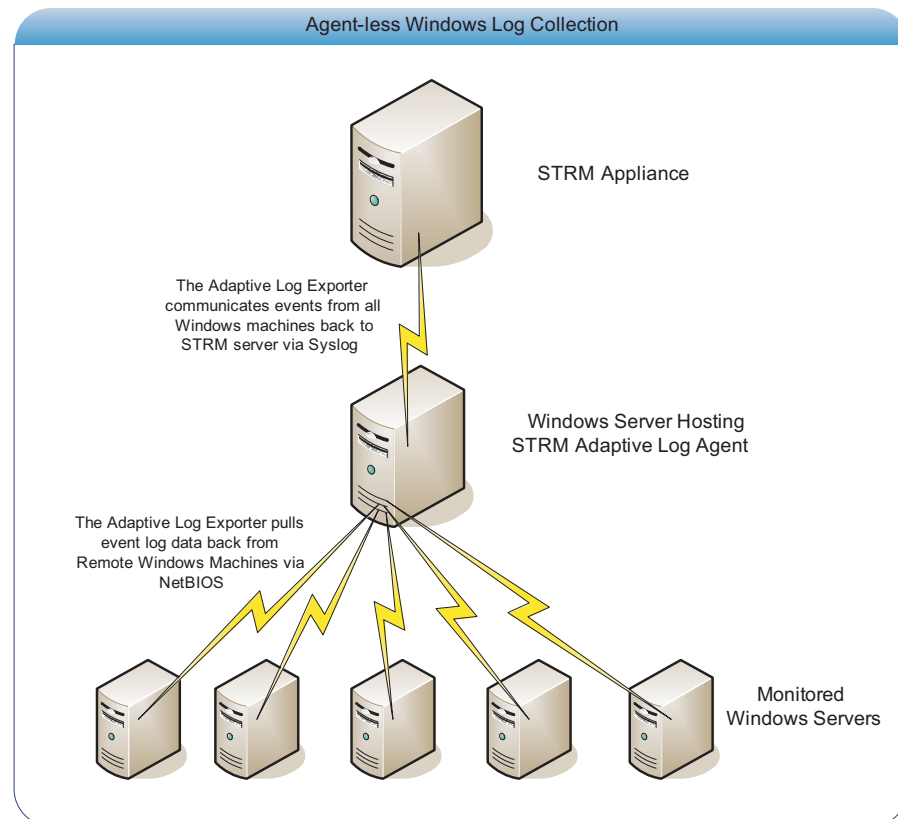 Agent-less Windows Log Collection
STRM Appliance
The Adaptive Log Exporter
communicates events from all
Windows machines back to
STRM server via Syslog
Windows Server Hosting
STRM Adaptive Log Agent
The Adaptive Log Exporter pulls
event log data back from
Remote Windows Machines via
NetBIOS
Monitored
Windows Servers